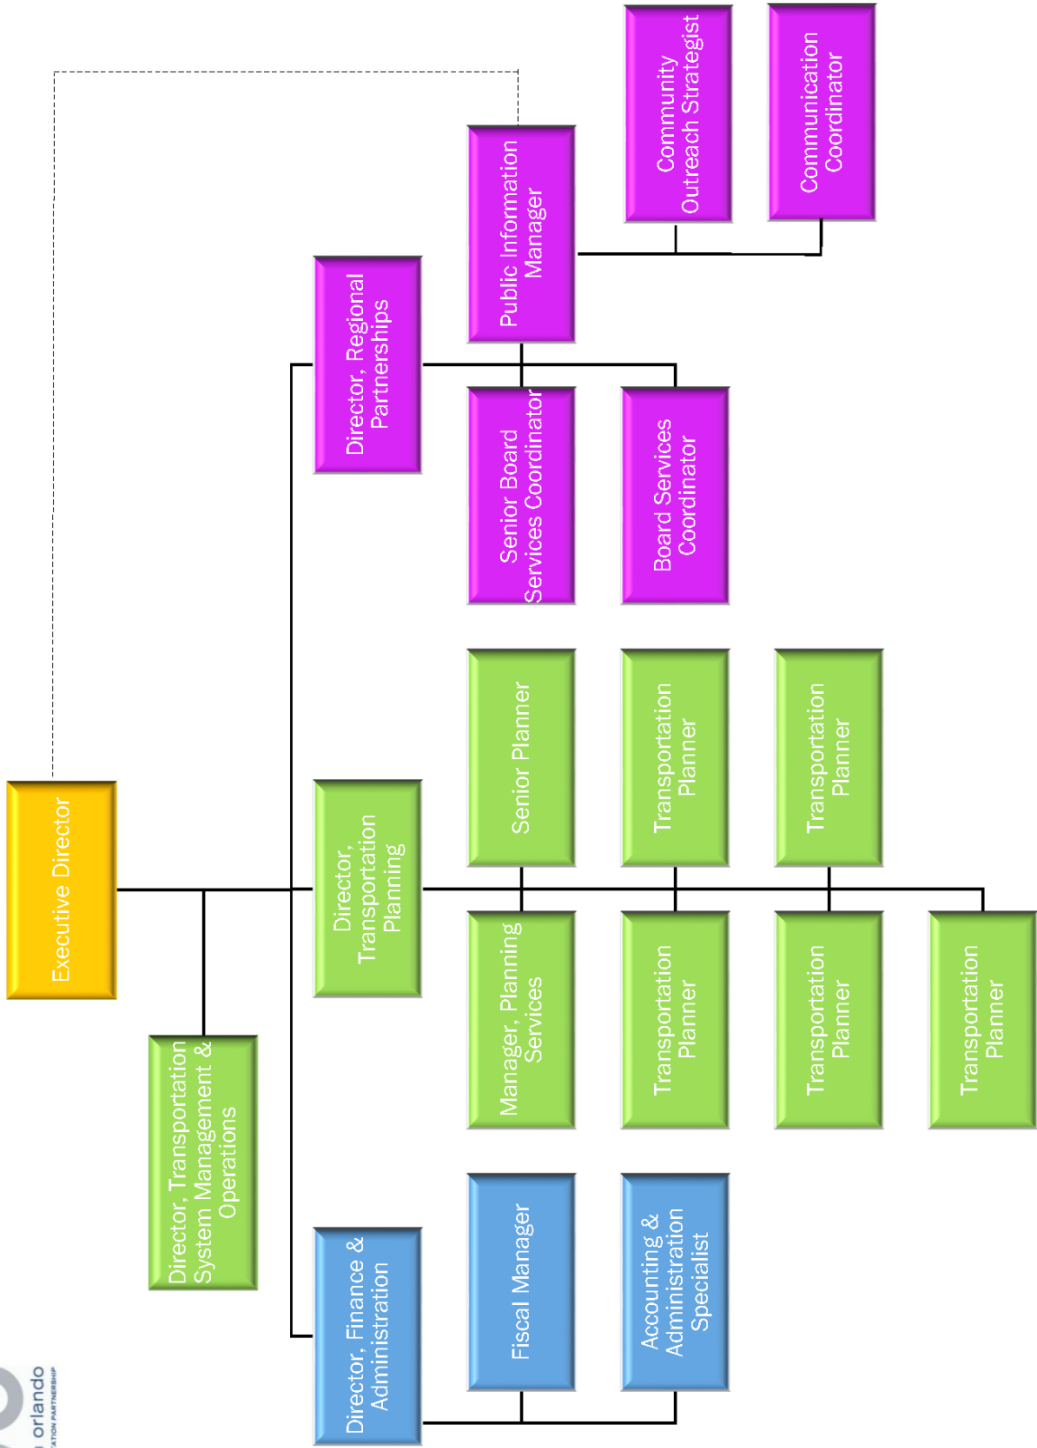 orlando
ATION PARTNERSHIP
Executive Director
Director, Transportation
System Management &
Operations
Director, Finance &
Administration
Director,
Transportation
Planning
Director, Regional
Partnerships
Fiscal Manager
Accounting &
Administration
Specialist
Manager, Planning
Services
Senior Planner
Transportation
Planner
Transportation
Planner
Transportation
Planner
Transportation
Planner
Transportation
Planner
Senior Board
Services Coordinator
Public Information
Manager
Board Services
Coordinator
Community
Outreach Strategist
Communication
Coordinator